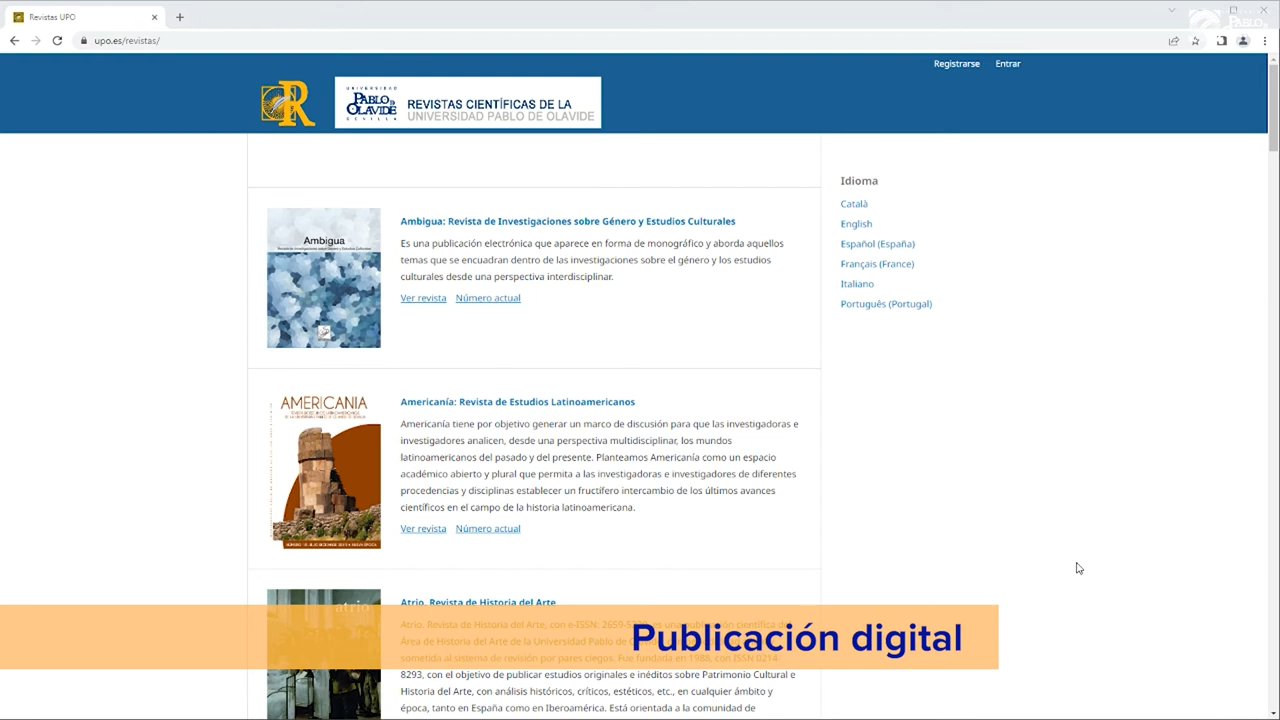 Revistas UPO
PABLO DE
upo.es/revistas/
Registrarse Entrar
UNIVERSIDAD
PABLO DE
OLAVIDE
SEVILLA
REVISTAS CIENTÍFICAS DE LA
UNIVERSIDAD PABLO DE OLAVIDE
Idioma
Català
English
Español (España)
Français (France)
Italiano
Português (Portugal)
Ambigua
Ambigua: Revista de Investigaciones sobre Género y Estudios Culturales
Es una publicación electrónica que aparece en forma de monográfico y aborda aquellos
temas que se encuadran dentro de las investigaciones sobre el género y los estudios
culturales desde una perspectiva interdisciplinar.
Ver revista Número actual
AMERICANIA
Americanía: Revista de Estudios Latinoamericanos
Americanía tiene por objetivo generar un marco de discusión para que las investigadoras e
investigadores analicen, desde una perspectiva multidisciplinar, los mundos
latinoamericanos del pasado y del presente. Planteamos Americanía como un espacio
académico abierto y plural que permita a las investigadoras e investigadores de diferentes
procedencias y disciplinas establecer un fructífero intercambio de los últimos avances
científicos en el campo de la historia latinoamericana.
Ver revista Número actual
atrio
Atrio. Revista de Historia del Arte
Atrio. Revista de Historia del Arte, con e-ISSN: 2659-5230, es una publicación científica del
Área de Historia del Arte de la Universidad Pablo de
sometida al sistema de revisión por pares ciegos. Fue fundada en 1988, con ISSN 0214-
8293, con el objetivo de publicar estudios originales e inéditos sobre Patrimonio Cultural e
Historia del Arte, con análisis históricos, críticos, estéticos, etc., en cualquier ámbito y
época, tanto en España como en Iberoamérica. Está orientada a la comunidad de
Publicación digital